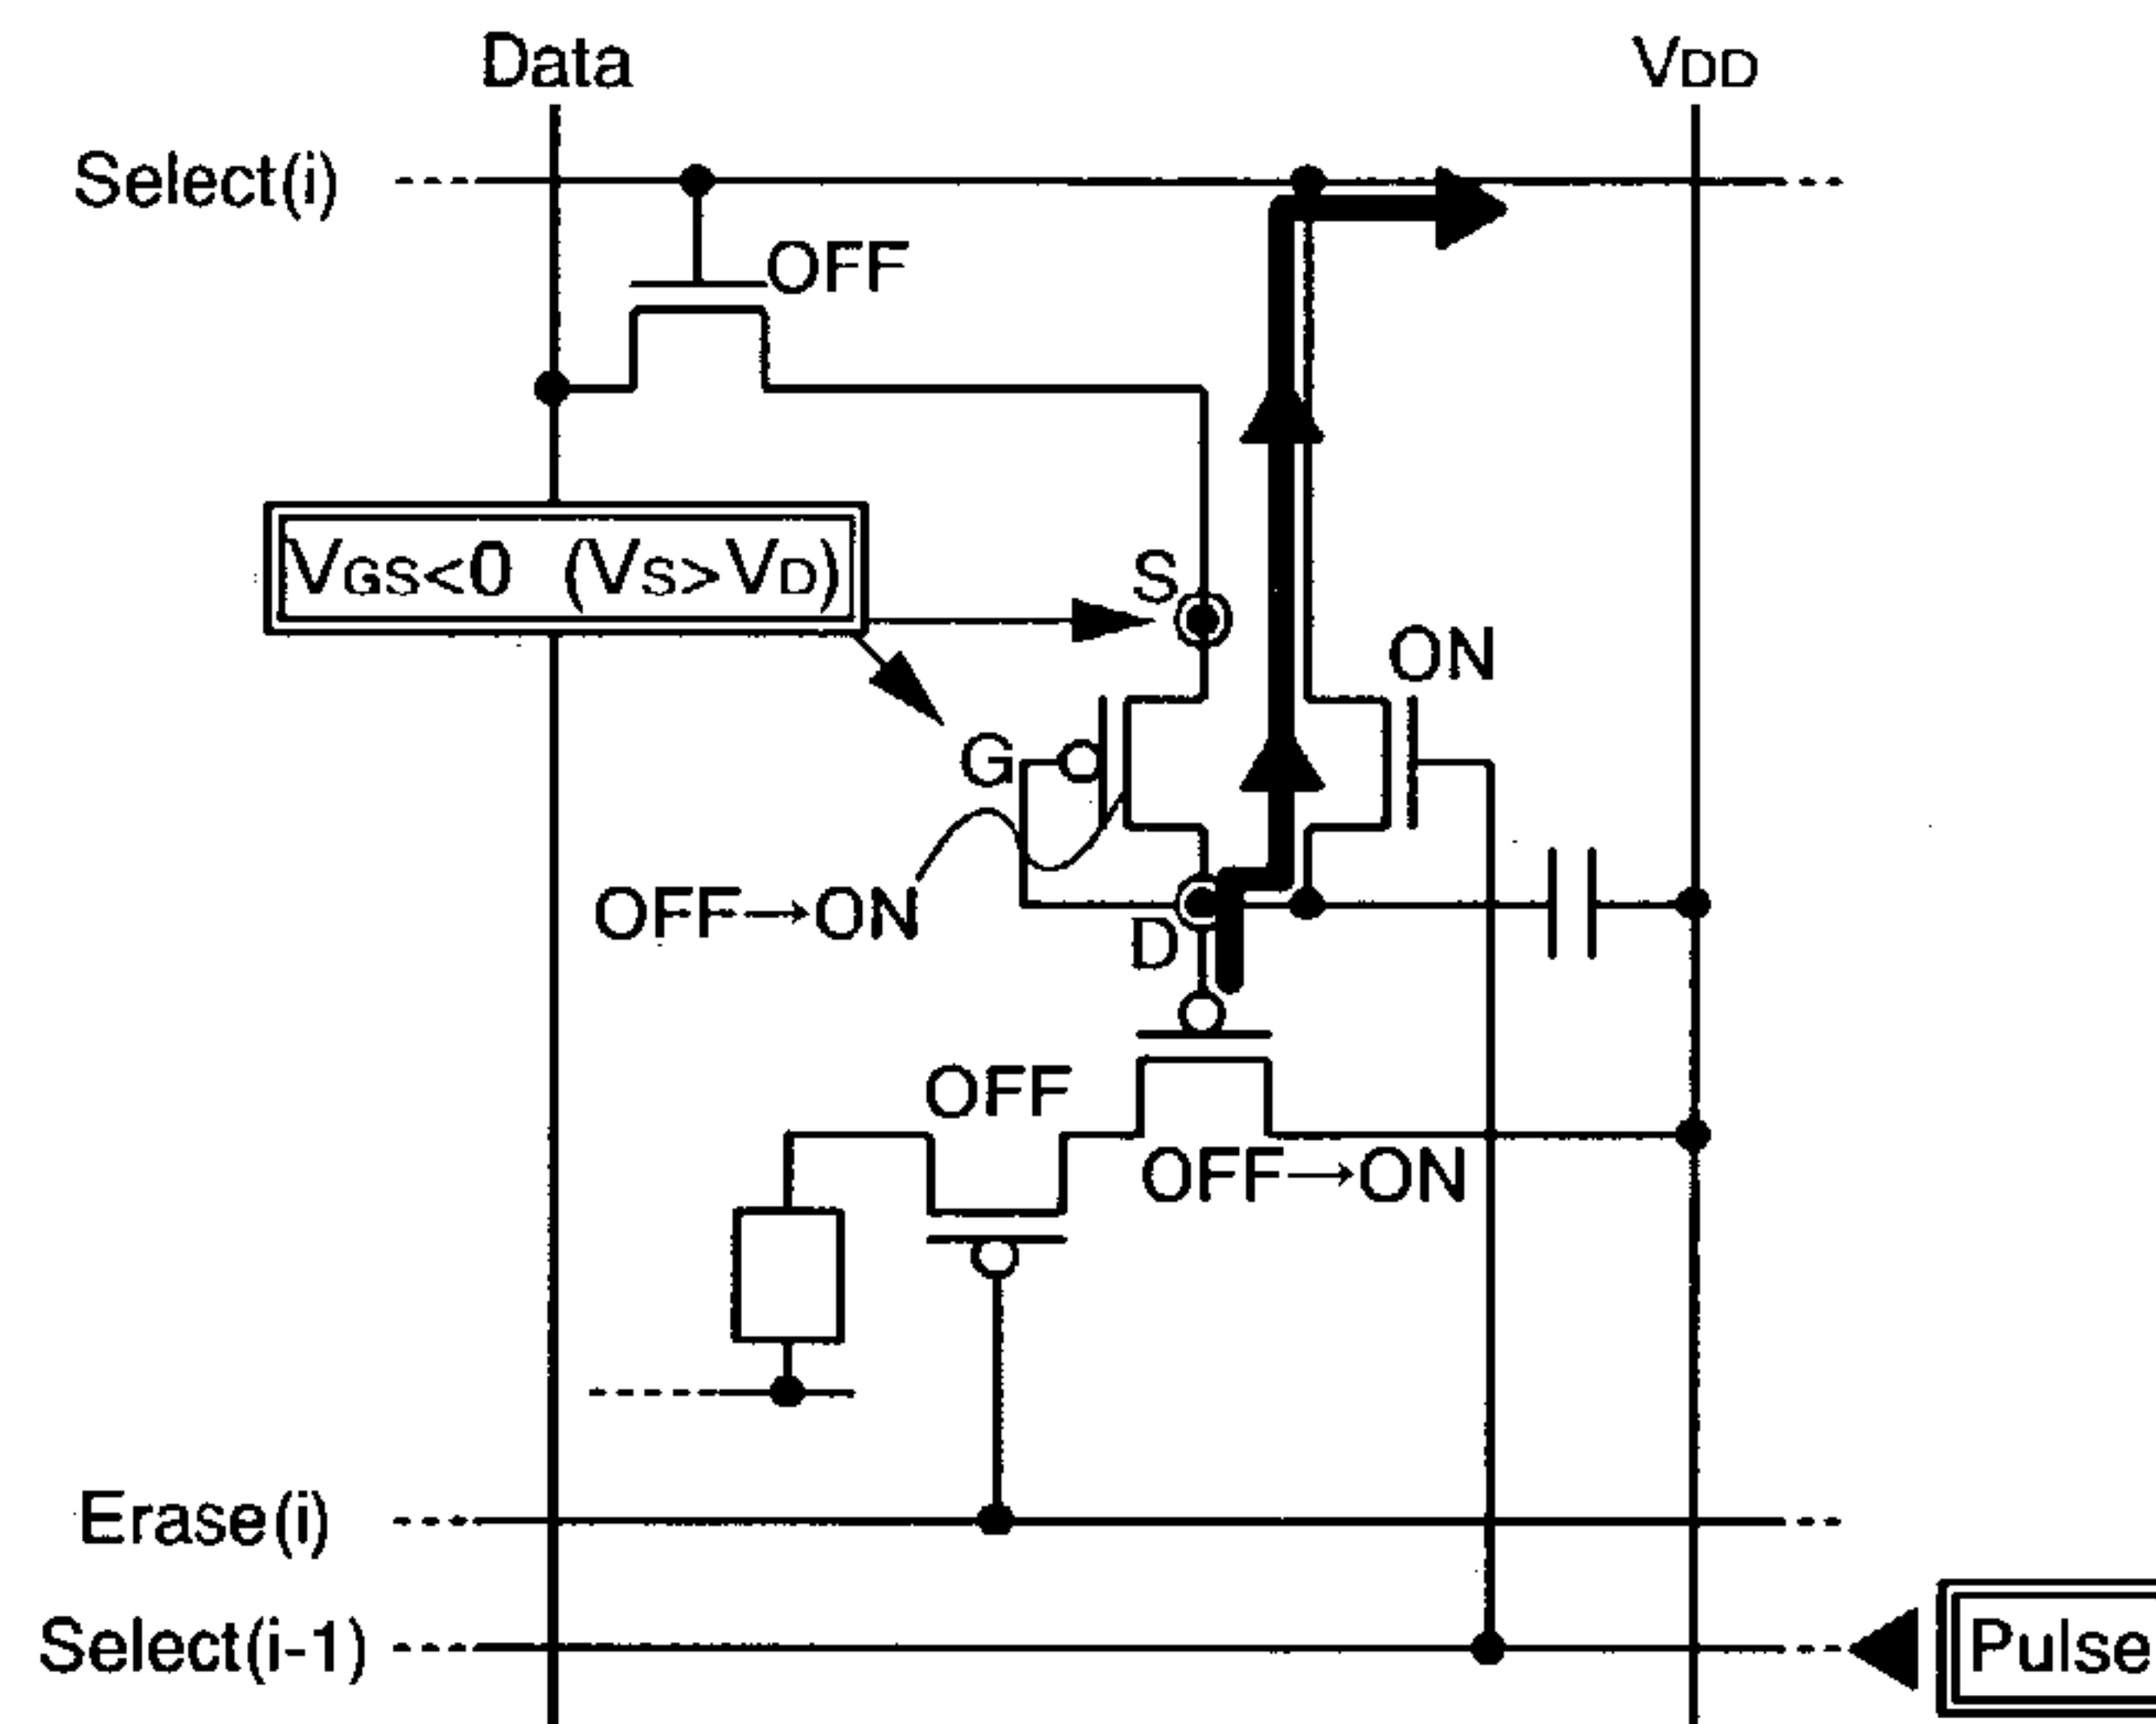 Data
VDD
Select(i)
OFF
VGS<0 (VS>VD)
S
ON
G
OFF→ON
D
OFF
OFF→ON
Erase(i)
Select(i-1)
Pulse